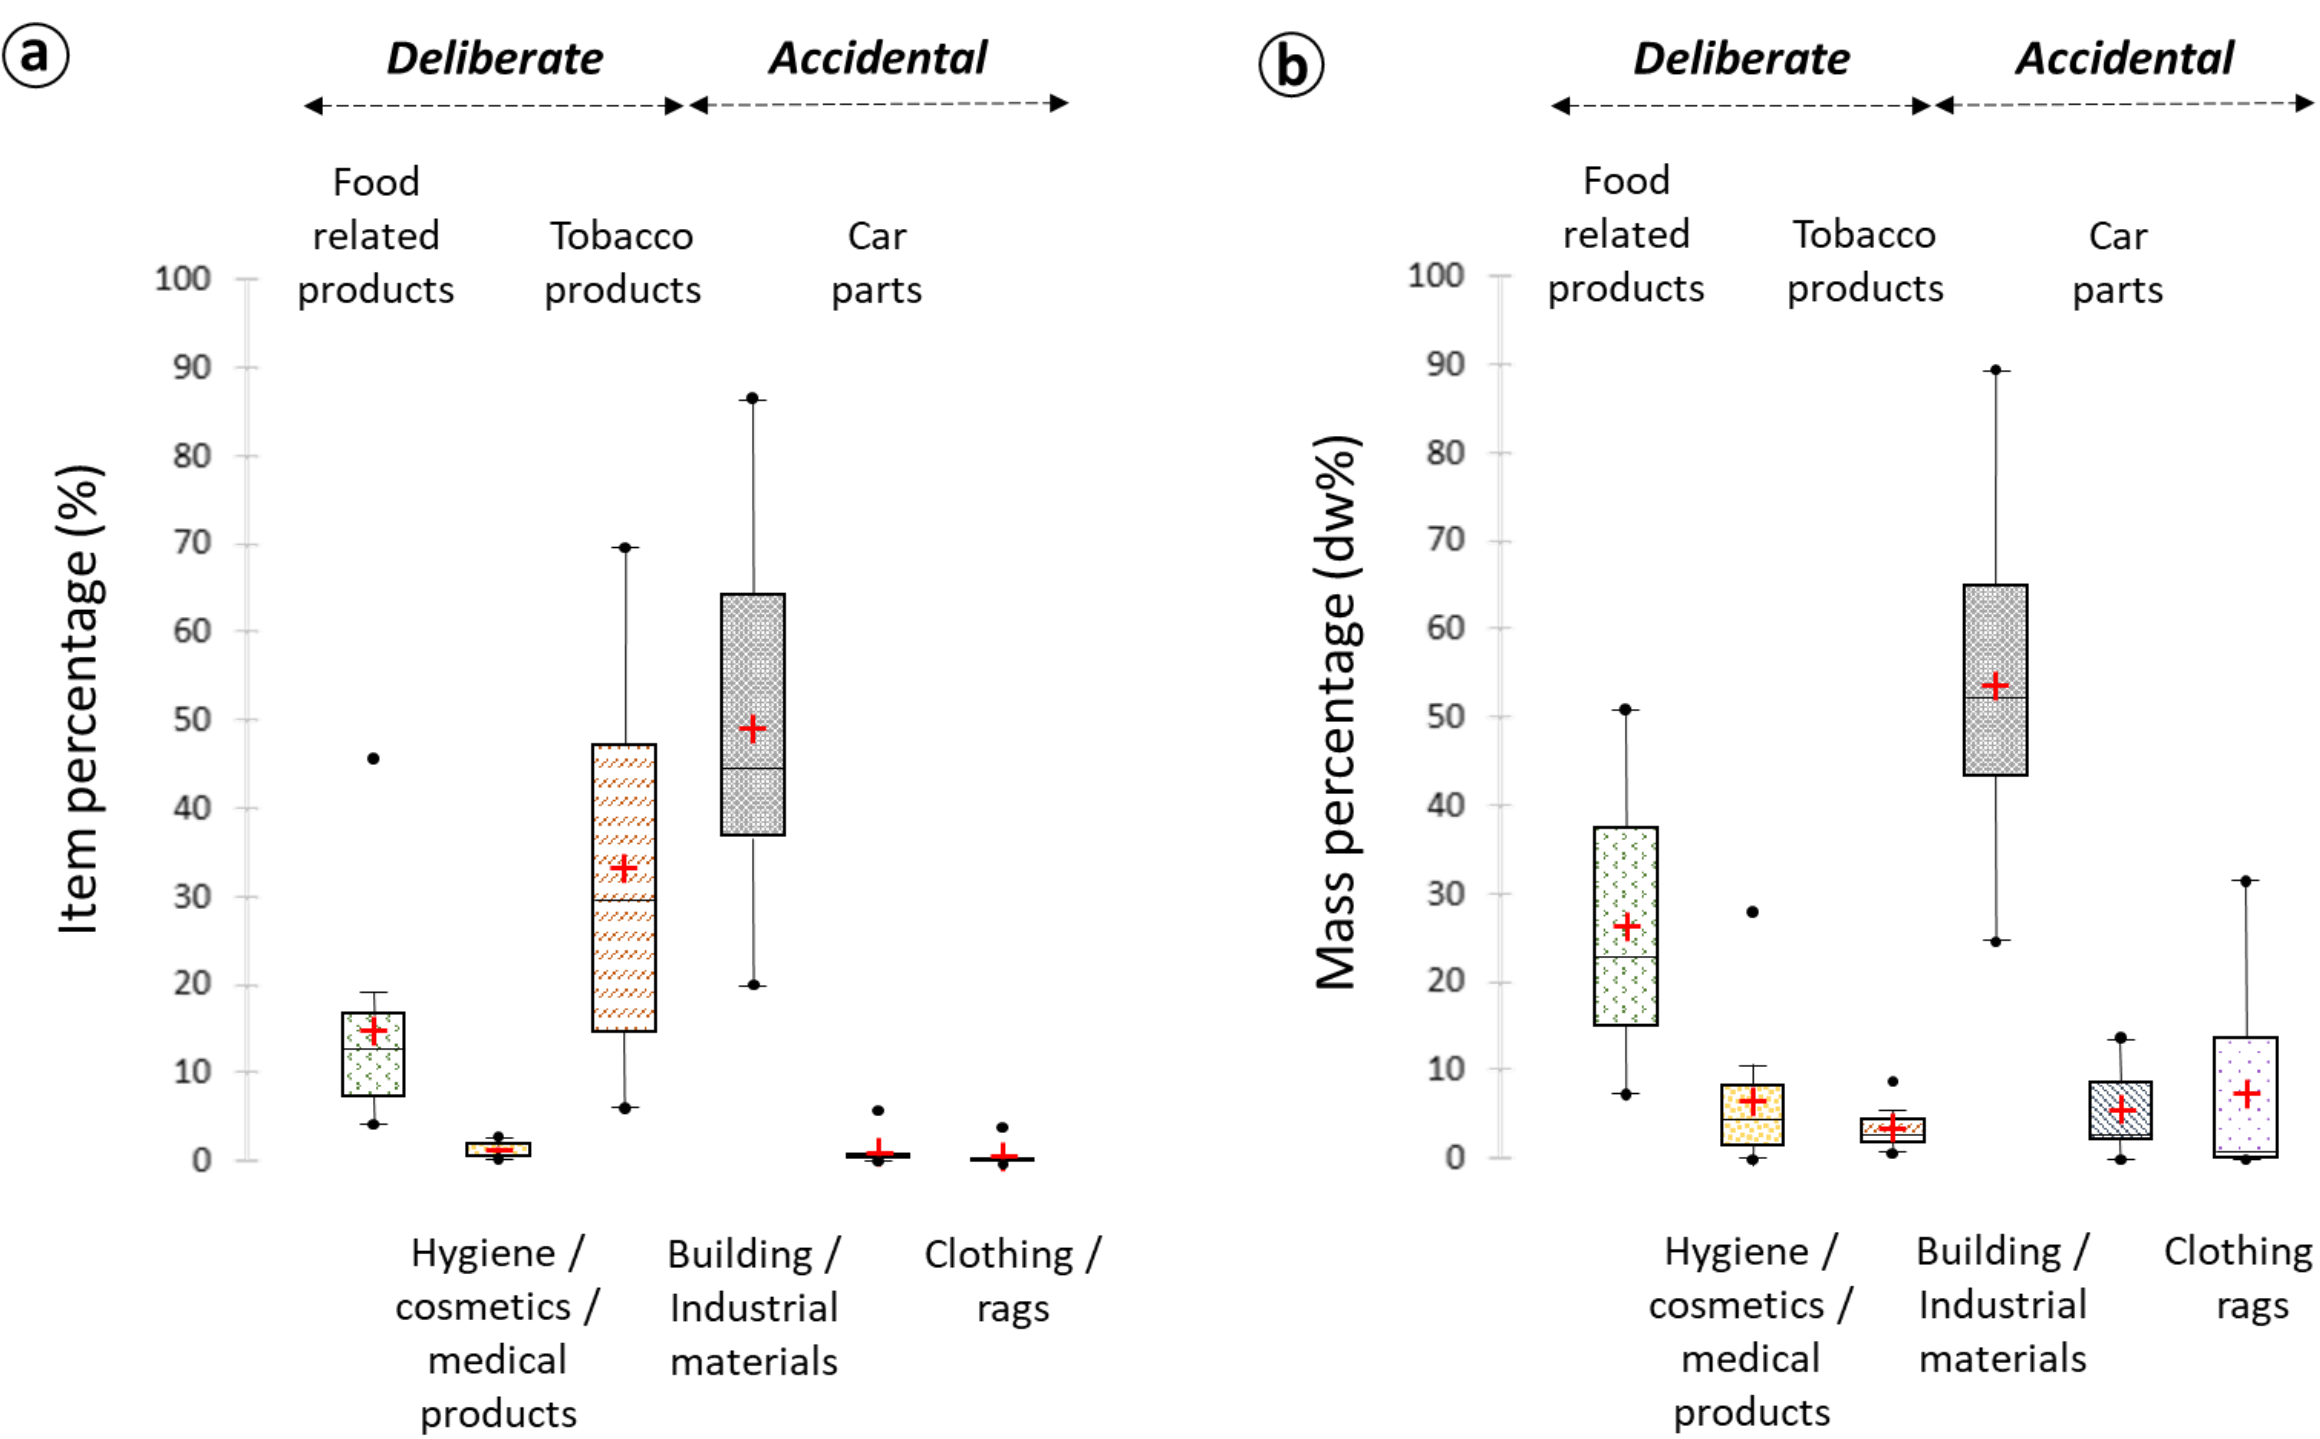 a
Deliberate
Accidental
Food
related
products
Tobacco
products
Car
parts
100
90
80
70
60
50
40
30
20
10
0
Item percentage (%)
Hygiene /
cosmetics /
medical
products
Building /
Industrial
materials
Clothing /
rags
b
Deliberate
Accidental
Food
related
products
Tobacco
products
Car
parts
100
90
80
70
60
50
40
30
20
10
0
Mass percentage (dw%)
Hygiene /
cosmetics /
medical
products
Building /
Industrial
materials
Clothing
rags